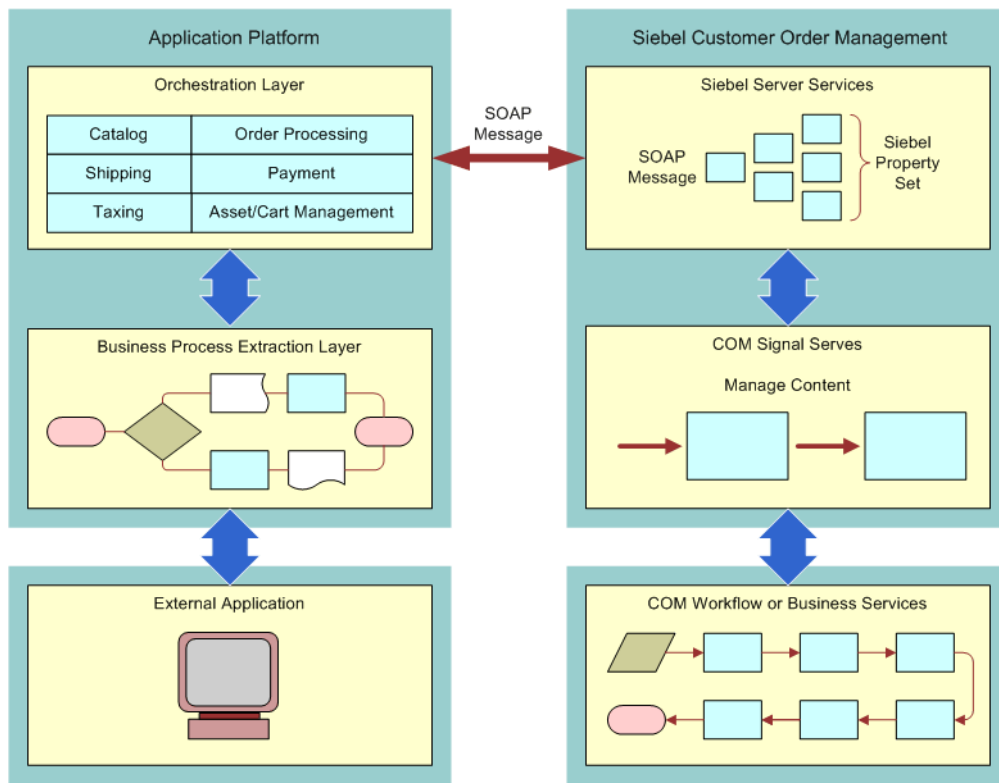 Application Platform
Orchestration Layer
Catalog
Order Processing
Shipping
Payment
Taxing
Asset/Cart Management
Business Process Extraction Layer
External Application
SOAP
Message
Siebel Customer Order Management
Siebel Server Services
SOAP
Message
Siebel
Property
Set
COM Signal Serves
Manage Content
COM Workflow or Business Services